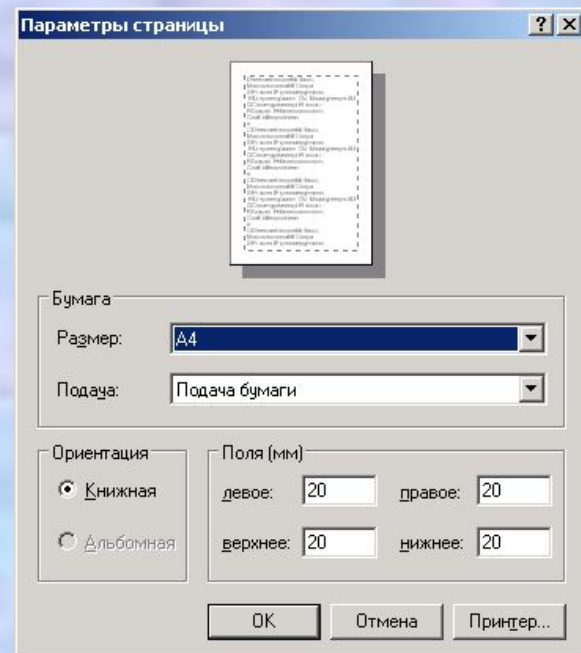 Параметры страницы
Бумага
Размер: A4
Подача: Подача бумаги
Ориентация
Книжная
Альбомная
Поля (мм)
левое: 20 правое: 20
верхнее: 20 нижнее: 20
OK Отмена Принтер...